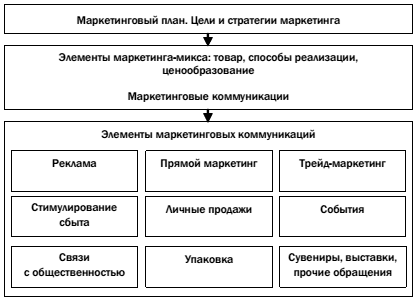 Маркетинговый план. Цели и стратегии маркетинга
Элементы маркетинга-микса: товар, способы реализации,
ценообразование
Маркетинговые коммуникации
Элементы маркетинговых коммуникаций
Реклама
Прямой маркетинг
Трейд-маркетинг
Стимулирование
сбыта
Личные продажи
События
Связи
с общественностью
Упаковка
Сувениры, выставки,
прочие обращения